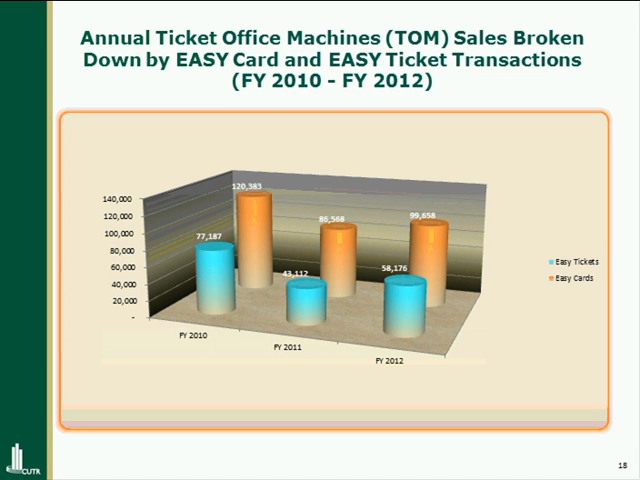 Annual Ticket Office Machines (TOM) Sales Broken
Down by EASY Card and EASY Ticket Transactions
(FY 2010 - FY 2012)
140,000
120,000
100,000
80,000
60,000
40,000
20,000
-
120,383
86,568
99,658
77,187
43,112
58,176
FY 2010
FY 2011
FY 2012
Easy Tickets
Easy Cards
CUTR
18